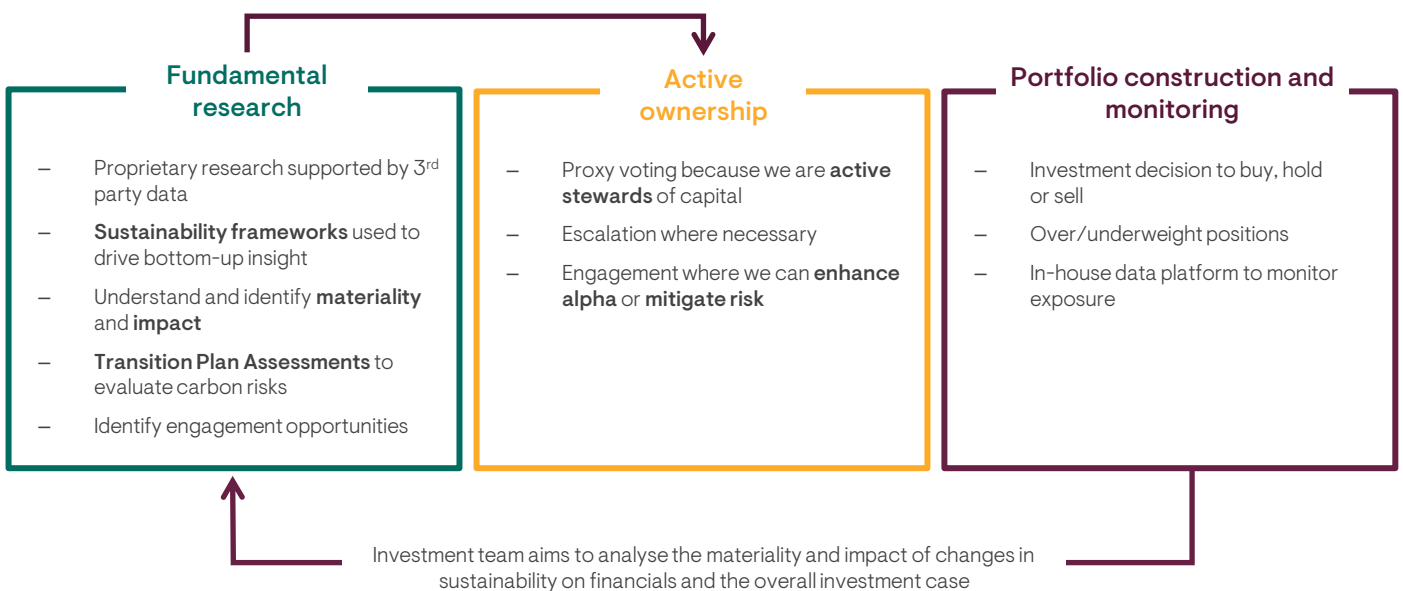 Fundamental
research
– Proprietary research supported by 3rd
party data
– Sustainability frameworks used to
drive bottom-up insight
– Understand and identify materiality
and impact
– Transition Plan Assessments to
evaluate carbon risks
– Identify engagement opportunities
Active
ownership
– Proxy voting because we are active
stewards of capital
– Escalation where necessary
– Engagement where we can enhance
alpha or mitigate risk
Portfolio construction and
monitoring
– Investment decision to buy, hold
or sell
– Over/underweight positions
– In-house data platform to monitor
exposure
Investment team aims to analyse the materiality and impact of changes in
sustainability on financials and the overall investment case